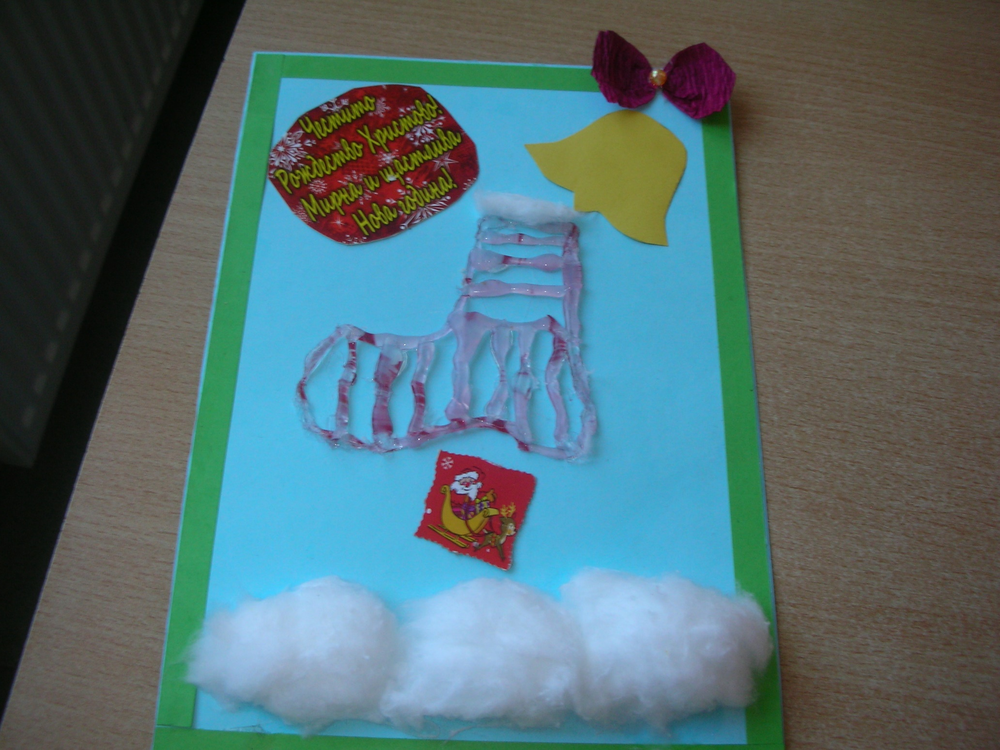 Честито
Рождество Христово!
Мирна и щастлива
Нова година!